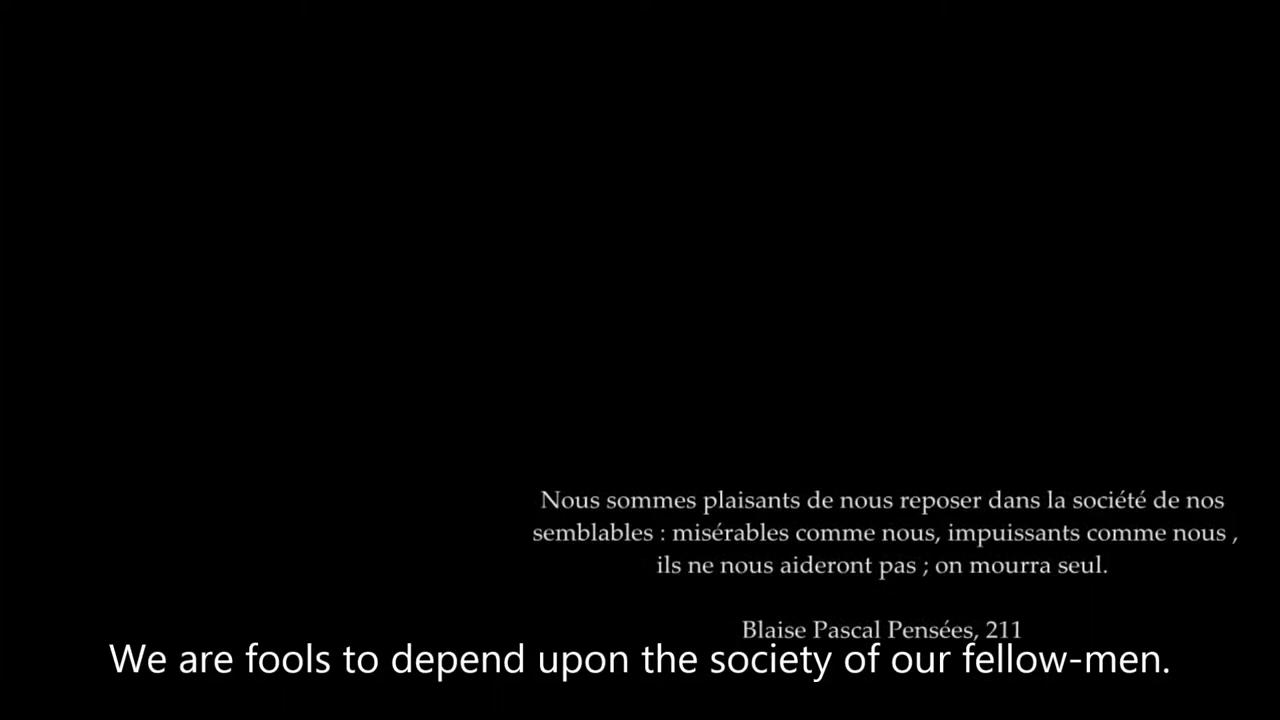 Nous sommes plaisants de nous reposer dans la société de nos
semblables : misérables comme nous, impuissants comme nous ,
ils ne nous aideront pas ; on mourra seul.
Blaise Pascal Pensées, 211
We are fools to depend upon the society of our fellow-men.